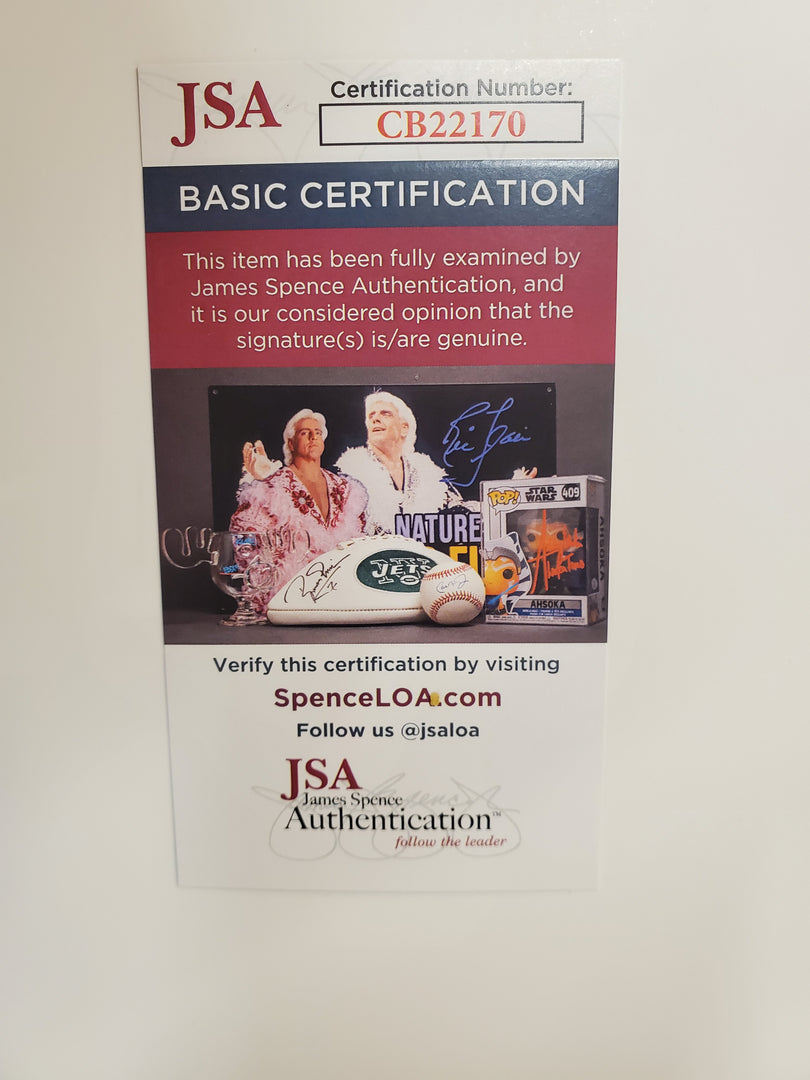 JSA
Certification Number:
CB22170
BASIC CERTIFICATION
This item has been fully examined by
James Spence Authentication, and
it is our considered opinion that the
signature(s) is/are genuine.
NATURE
JETS
POP!
STAR
WARS
409
AHSOKA
Verify this certification by visiting
SpenceLOA.com
Follow us @jsaloa
JSA
James Spence
Authentication™
follow the leader